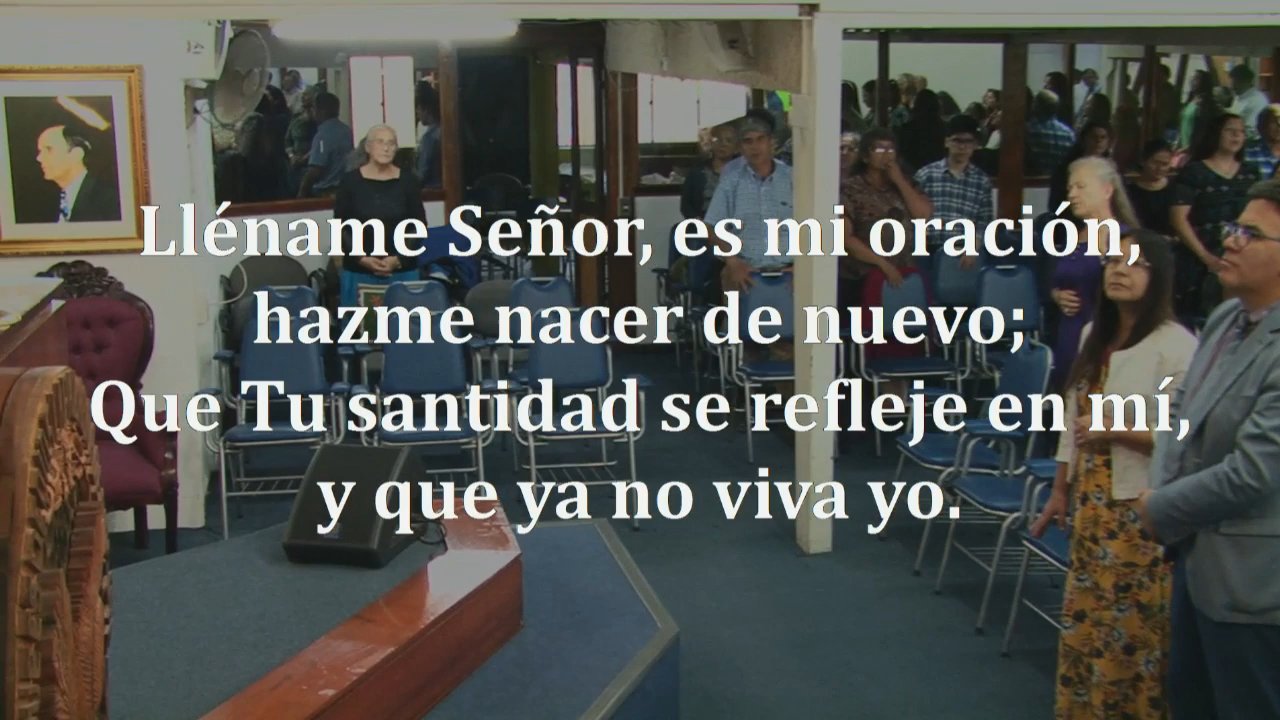 Lléname Señor, es mi oración,
hazme nacer de nuevo;
Que Tu santidad se refleje en mí,
y que ya no viva yo.